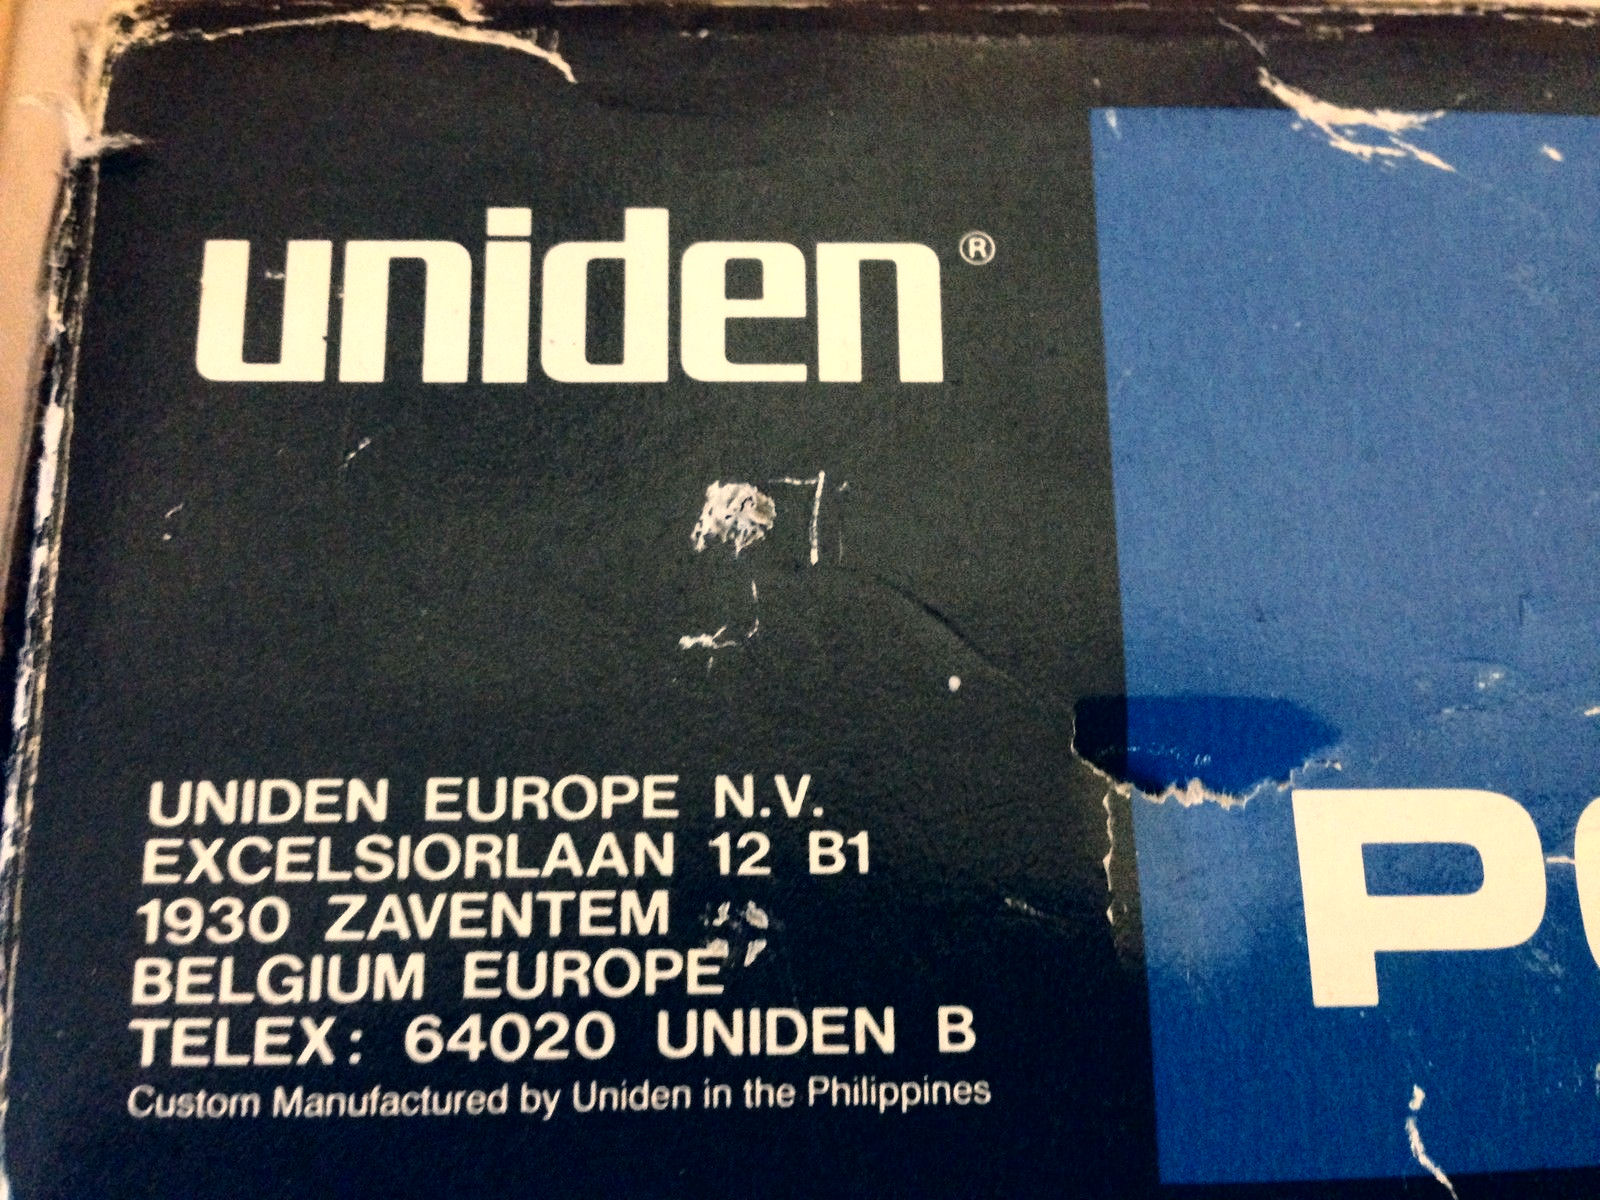 uniden®
UNIDEN EUROPE N.V.
EXCELSIORLAAN 12 B1
1930 ZAVENTEM
BELGIUM EUROPE
TELEX: 64020 UNIDEN B
Custom Manufactured by Uniden in the Philippines